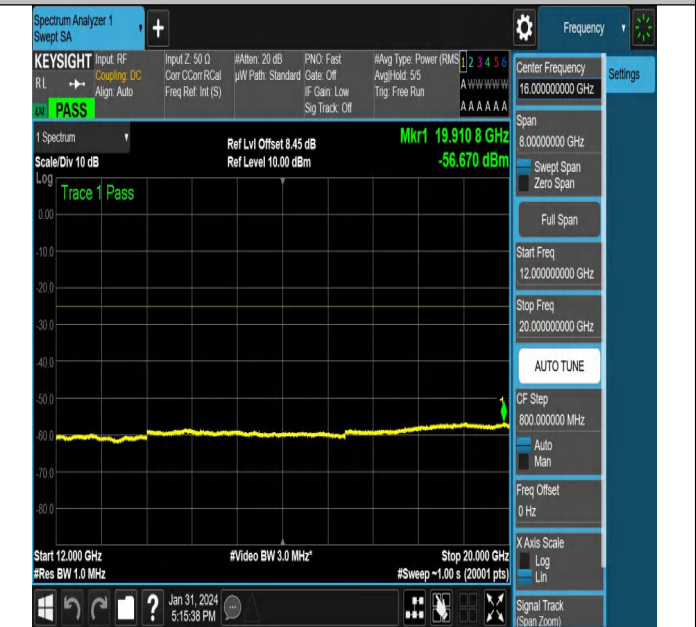 Spectrum Analyzer 1
Swept SA
+
Frequency
KEYSIGHT
RL
PASS
Input: RF
Coupling: DC
Align: Auto
Input Z: 50 Ω
Corr CCorr RCal
Freq Ref: Int (S)
#Atten: 20 dB
µW Path: Standard
PNO: Fast
Gate: Off
IF Gain: Low
Sig Track: Off
#Avg Type: Power (RMS
Avg|Hold: 5/5
Trig: Free Run
1 2 3 4 5 6
A W W W W W
A A A A A A
1 Spectrum
Scale/Div 10 dB
Ref Lvl Offset 8.45 dB
Ref Level 10.00 dBm
Mkr1 19.910 8 GHz
-56.670 dBm
Log
Trace 1 Pass
0.00
-10.0
-20.0
-30.0
-40.0
-50.0
-60.0
-70.0
-80.0
1
Start 12.000 GHz
#Res BW 1.0 MHz
#Video BW 3.0 MHz*
Stop 20.000 GHz
#Sweep ~1.00 s (20001 pts)
?
Jan 31, 2024
5:15:38 PM
Center Frequency
16.000000000 GHz
Settings
Span
8.00000000 GHz
Swept Span
Zero Span
Full Span
Start Freq
12.000000000 GHz
Stop Freq
20.000000000 GHz
AUTO TUNE
CF Step
800.000000 MHz
Auto
Man
Freq Offset
0 Hz
X Axis Scale
Log
Lin
Signal Track
(Span Zoom)